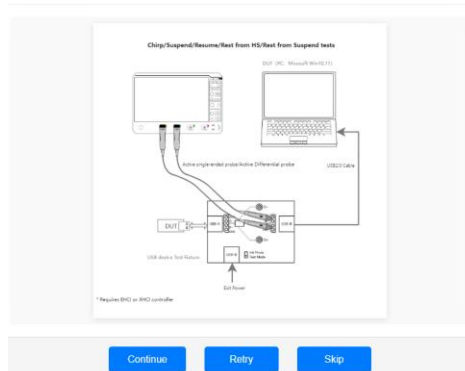 Chirp/Suspend/Resume/Rest from HS/Rest from Suspend tests
DUT (PC: Microsoft Win10/11)
Active single-ended probe/Active Differential probe
USB2.0 Cable
DUT
USB device Test Fixture
Ext Power
* Requires EHCI or XHCI controller
Continue
Retry
Skip